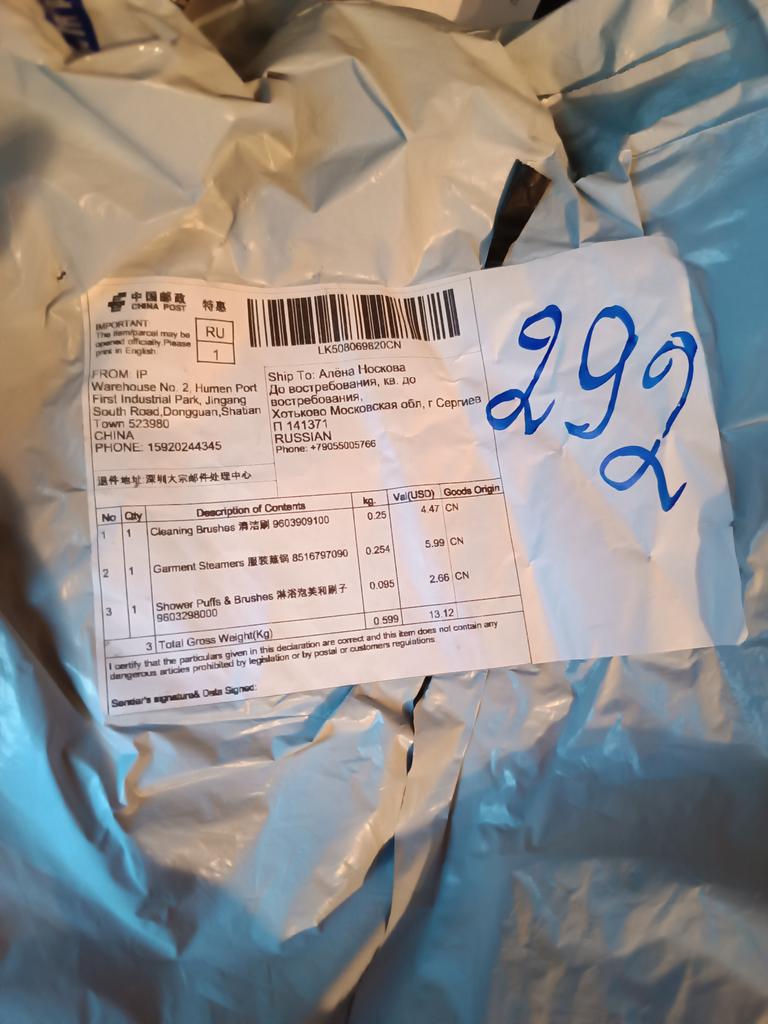 中国邮政 特惠
CHINA POST
IMPORTANT
The item/parcel may be
opened officially Please
print in English
RU
1
LK508069820CN
FROM: IP
Warehouse No. 2, Humen Port
First Industrial Park, Jingang
South Road,Dongguan,Shatian
Town 523980
CHINA
PHONE: 15920244345
Ship To: Алёна Носкова
До востребования, кв. до
востребования,
Хотьково Московская обл, г Сергиев
П 141371
RUSSIAN
Phone: +79055005766
292
2
退件地址:深圳大宗邮件处理中心
No Qty Description of Contents kg. Val(USD) Goods Origin
1 1 Cleaning Brushes 清洁刷 9603909100 0.25 4.47 CN
2 1 Garment Steamers 服装蒸锅 8516797090 0.254 5.99 CN
3 1 Shower Puffs & Brushes 淋浴泡芙和刷子 0.095 2.66 CN
9603298000
3 Total Gross Weight(Kg) 0.599 13.12
I certify that the particulars given in this declaration are correct and this item does not contain any
dangerous articles prohibited by legislation or by postal or customers regulations
Sender's signature& Data Signed: